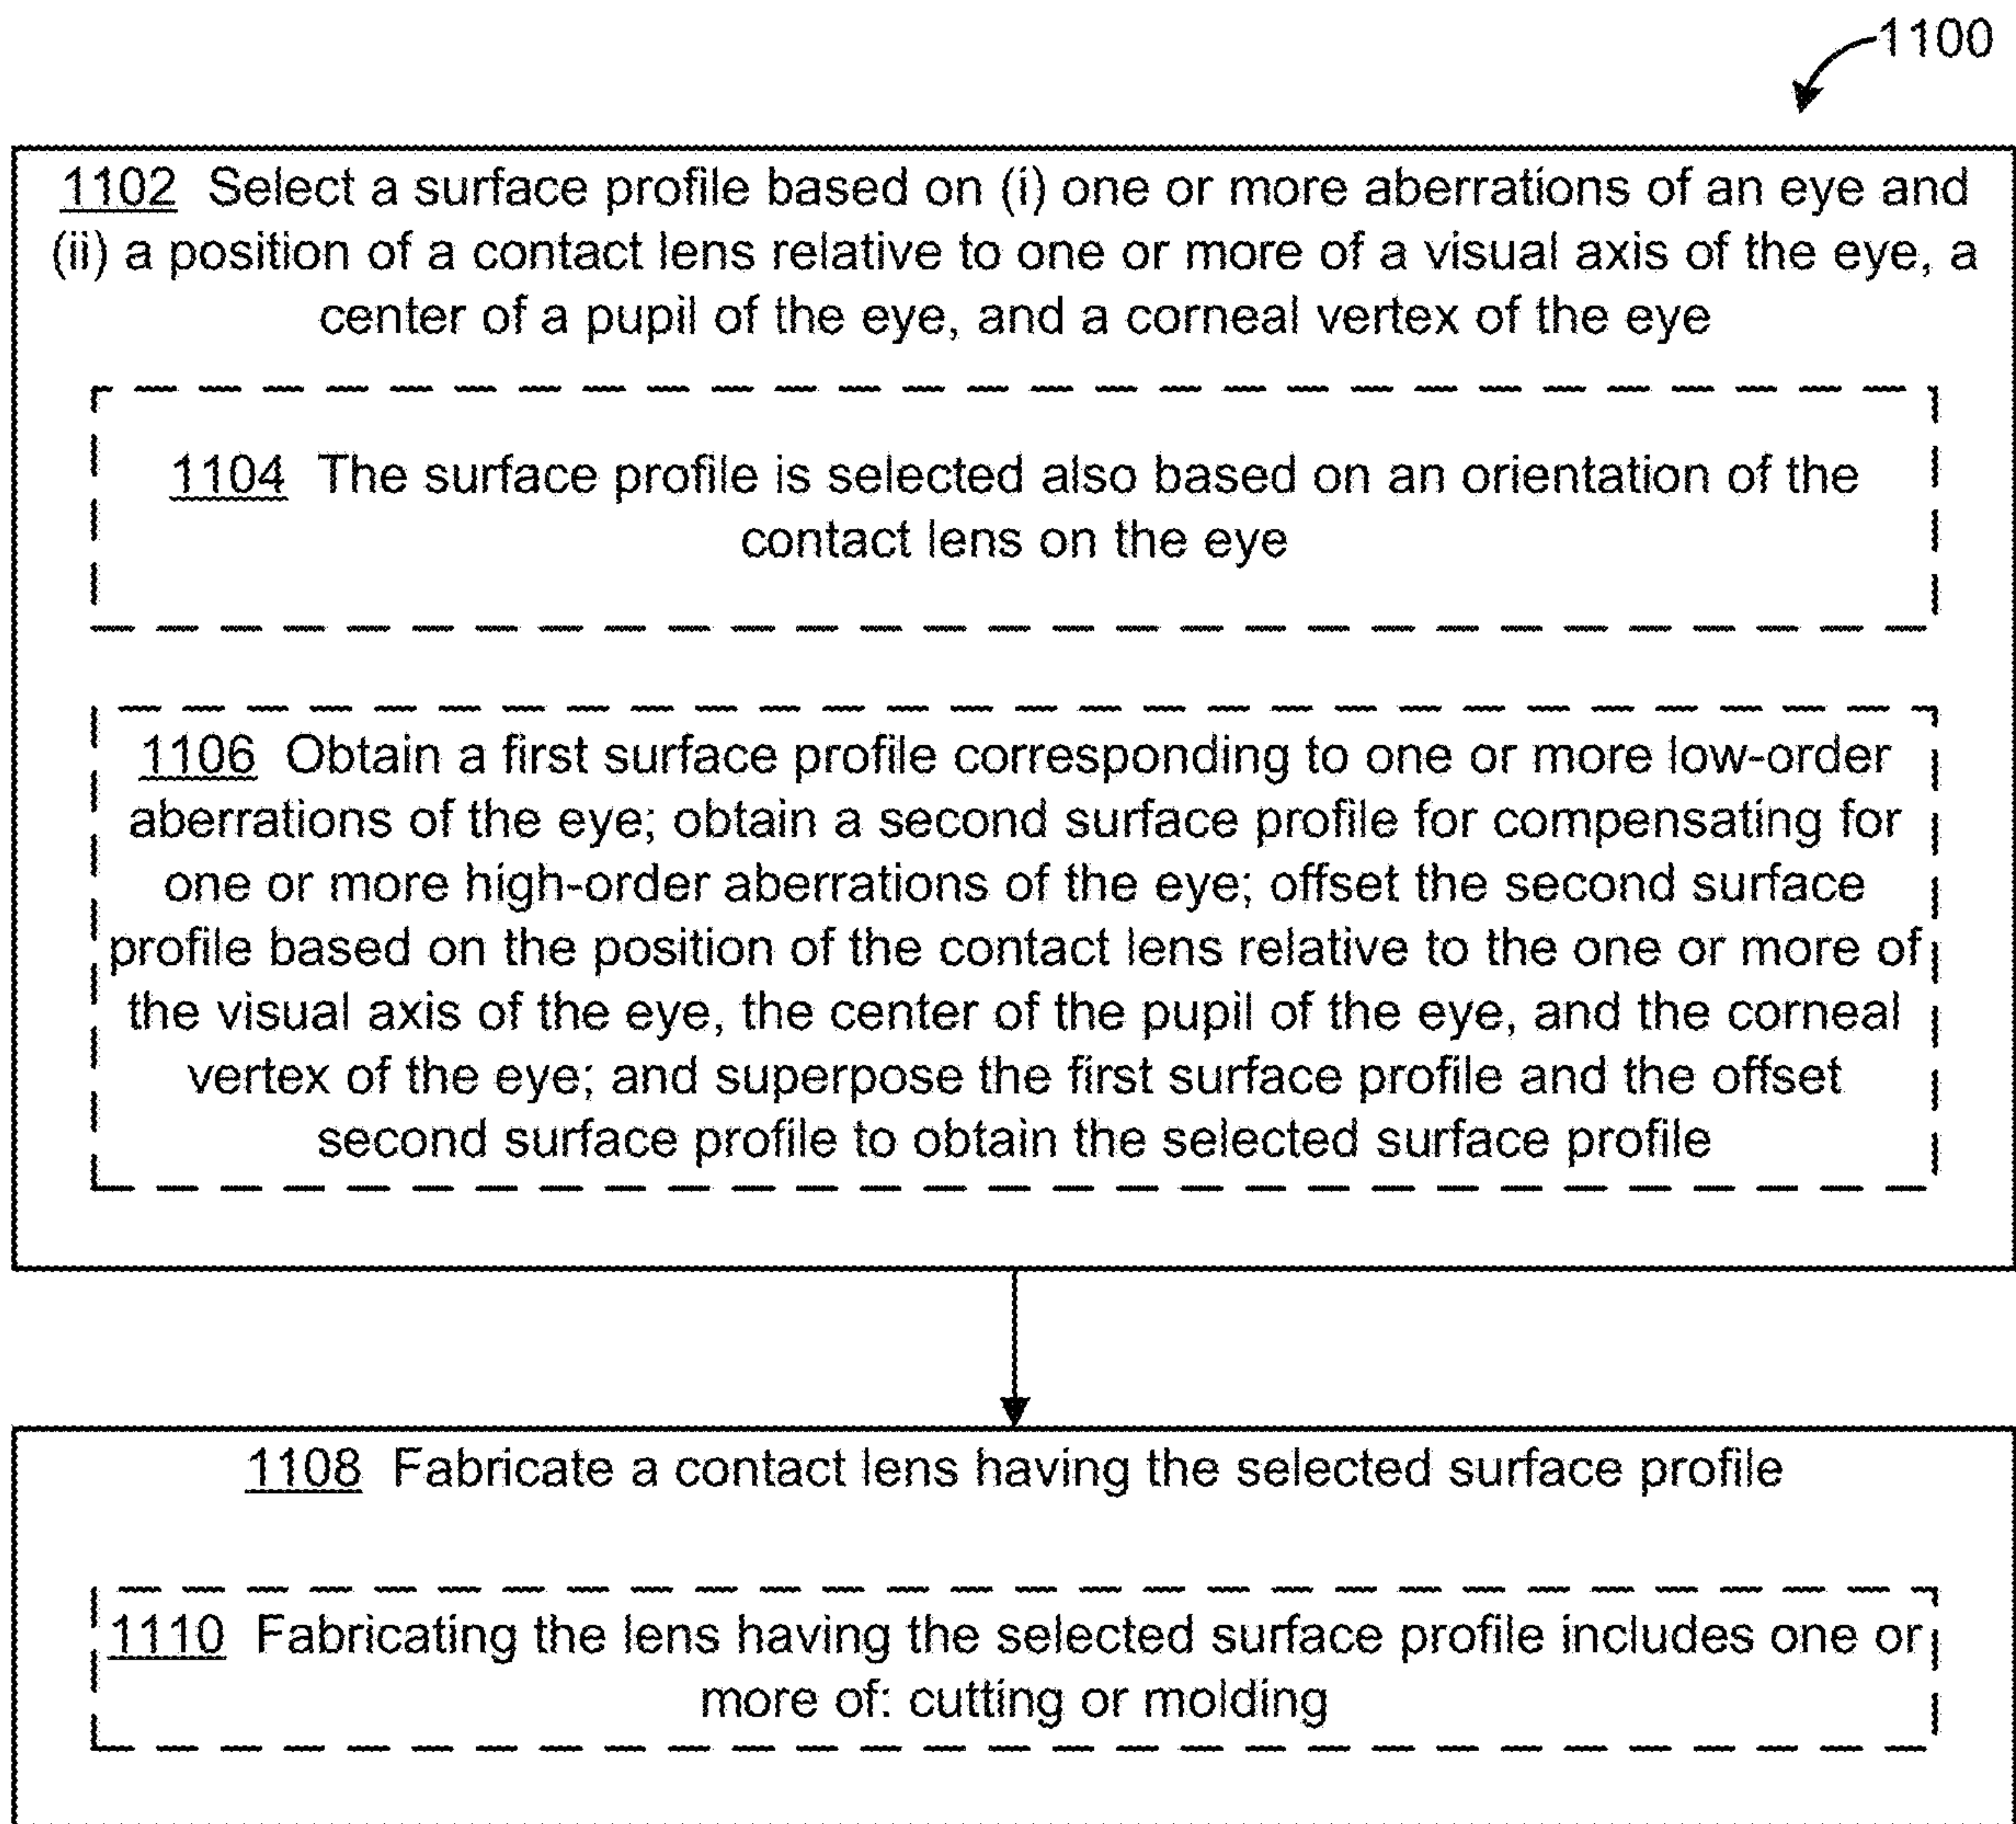 1100
1102 Select a surface profile based on (i) one or more aberrations of an eye and
(ii) a position of a contact lens relative to one or more of a visual axis of the eye, a
center of a pupil of the eye, and a corneal vertex of the eye
1104 The surface profile is selected also based on an orientation of the
contact lens on the eye
1106 Obtain a first surface profile corresponding to one or more low-order
aberrations of the eye; obtain a second surface profile for compensating for
one or more high-order aberrations of the eye; offset the second surface
profile based on the position of the contact lens relative to the one or more of
the visual axis of the eye, the center of the pupil of the eye, and the corneal
vertex of the eye; and superpose the first surface profile and the offset
second surface profile to obtain the selected surface profile
1108 Fabricate a contact lens having the selected surface profile
1110 Fabricating the lens having the selected surface profile includes one or
more of: cutting or molding